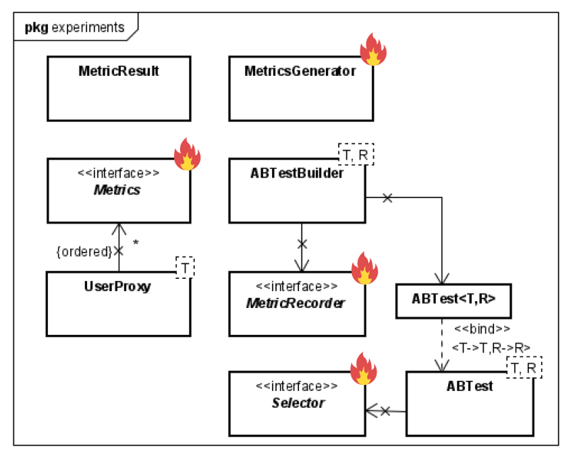 pkg experiments
MetricResult
MetricsGenerator
<<interface>>
Metrics
T, R
ABTestBuilder
{ordered}
*
T
UserProxy
<<interface>>
MetricRecorder
ABTest<T,R>
<<bind>>
<T->T,R->R>
<<interface>>
Selector
T, R
ABTest